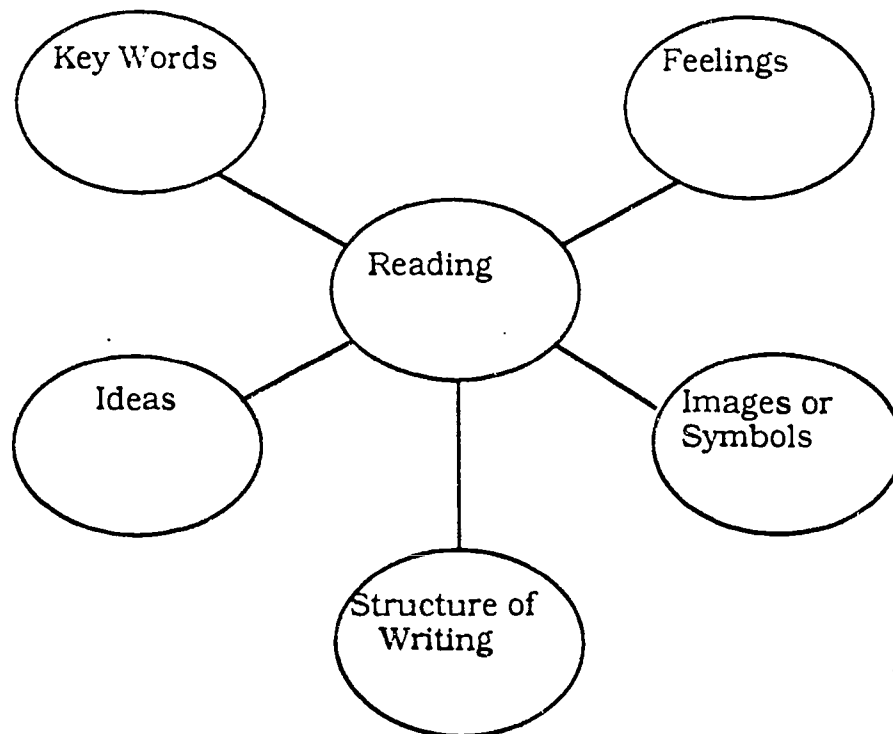 Key Words
Feelings
Reading
Ideas
Images or
Symbols
Structure of
Writing